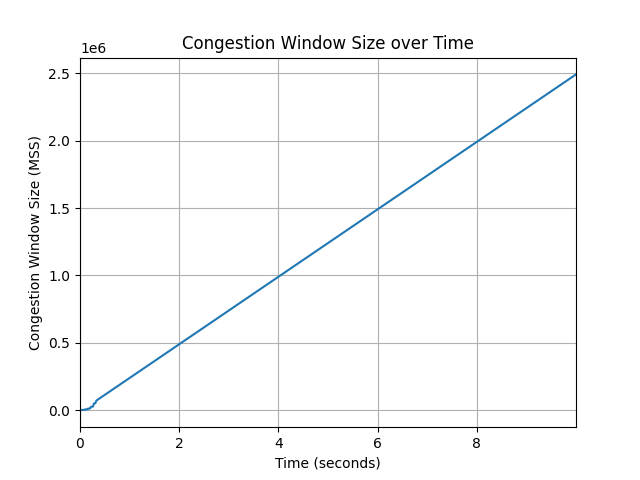 Congestion Window Size over Time
1e6
2.5
2.0
1.5
1.0
0.5
0.0
Congestion Window Size (MSS)
0 2 4 6 8
Time (seconds)